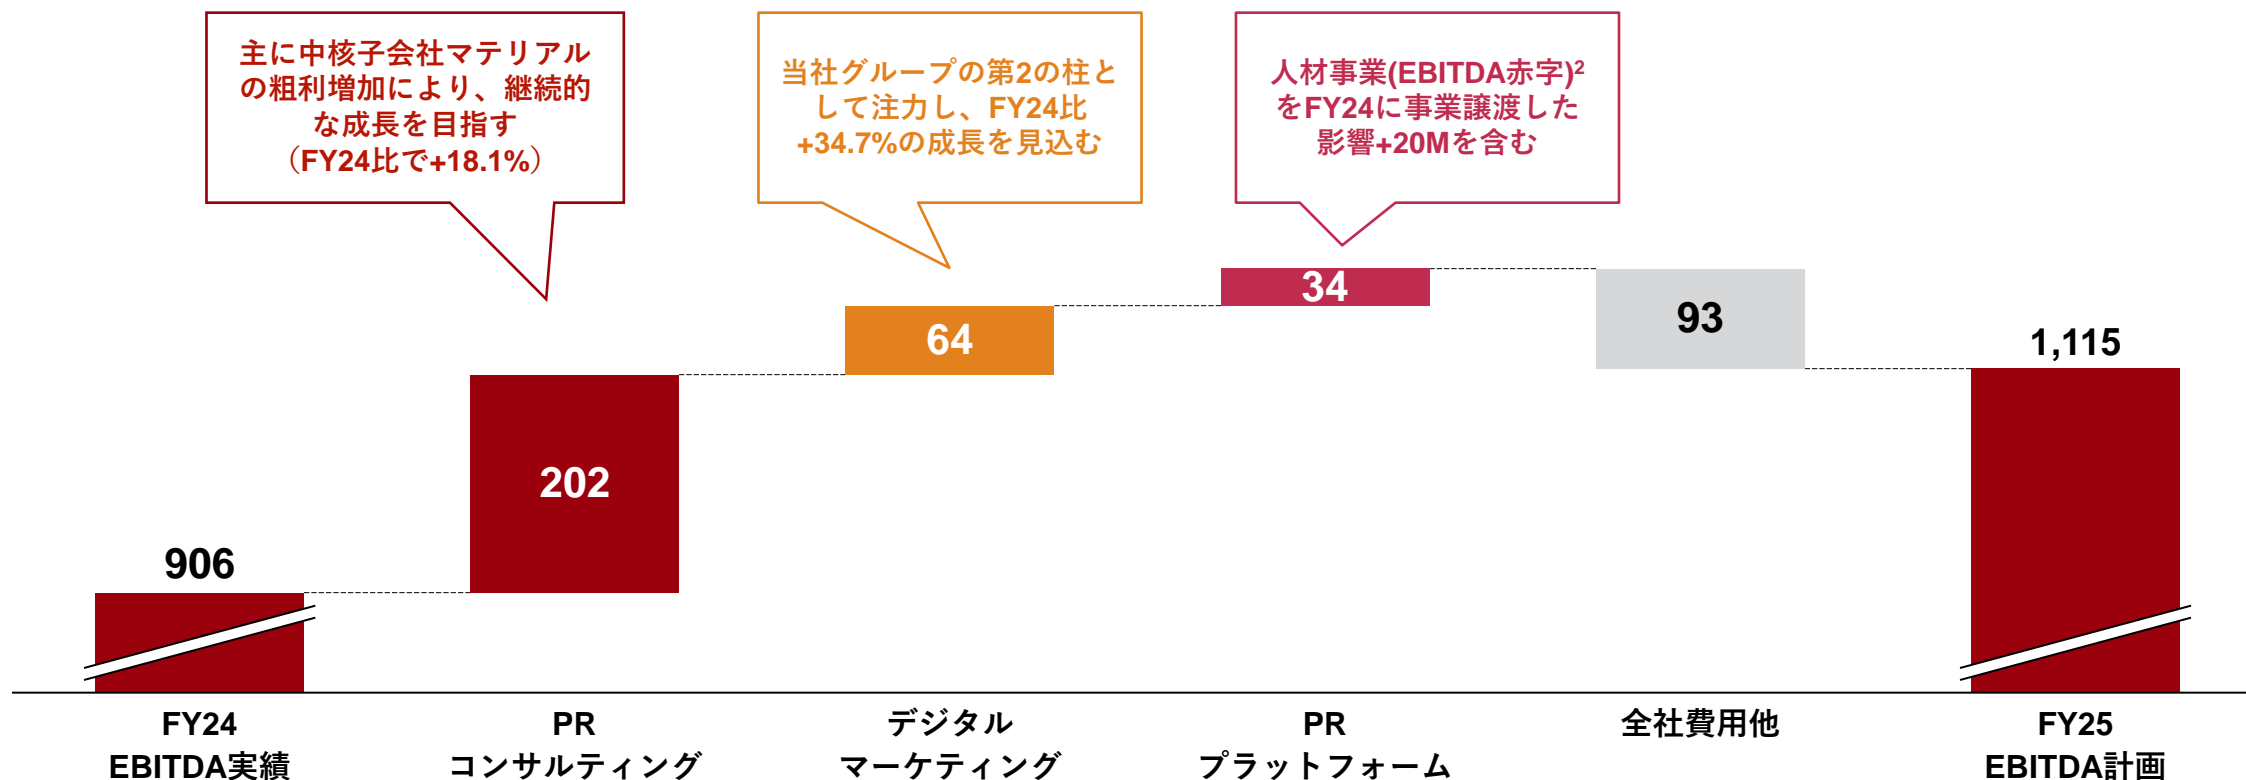 主に中核子会社マテリアル
の粗利増加により、継続的
な成長を目指す
（FY24比で+18.1%）
当社グループの第2の柱と
して注力し、FY24比
+34.7%の成長を見込む
人材事業(EBITDA赤字)²
をFY24に事業譲渡した
影響+20Mを含む
906
202
64
34
93
1,115
FY24
EBITDA実績
PR
コンサルティング
デジタル
マーケティング
PR
プラットフォーム
全社費用他
FY25
EBITDA計画